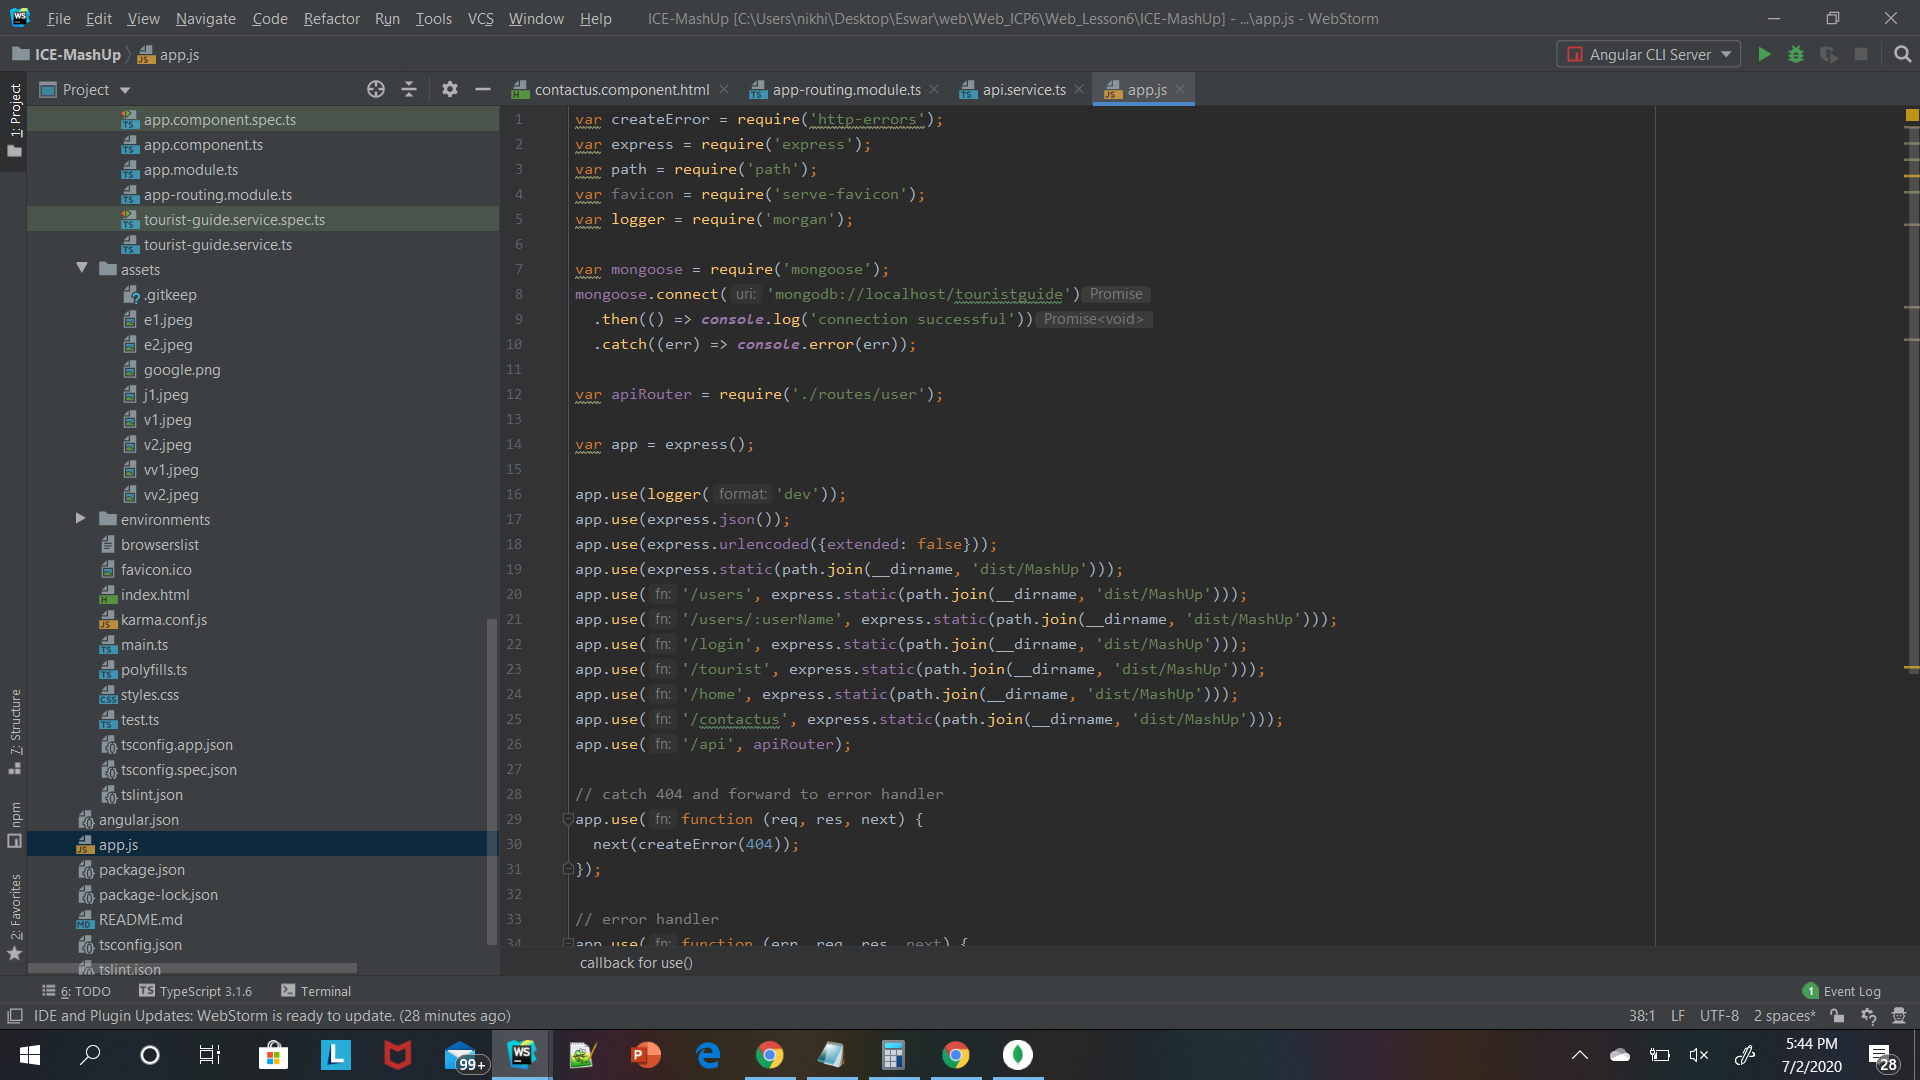 File Edit View Navigate Code Refactor Run Tools VCS Window Help ICE-MashUp [C:\Users\nikhi\Desktop\Eswar\web\Web_ICP6\Web_Lesson6\ICE-MashUp] - ...\app.js - WebStorm
ICE-MashUp app.js Angular CLI Server
Project contactus.component.html app-routing.module.ts api.service.ts app.js
1: Project
7: Structure
npm
2: Favorites
app.component.spec.ts
app.component.ts
app.module.ts
app-routing.module.ts
tourist-guide.service.spec.ts
tourist-guide.service.ts
assets
.gitkeep
e1.jpeg
e2.jpeg
google.png
j1.jpeg
v1.jpeg
v2.jpeg
vv1.jpeg
vv2.jpeg
environments
browserslist
favicon.ico
index.html
karma.conf.js
main.ts
polyfills.ts
styles.css
test.ts
tsconfig.app.json
tsconfig.spec.json
tslint.json
angular.json
app.js
package.json
package-lock.json
README.md
tsconfig.json
tslint.json
1 var createError = require('http-errors');
2 var express = require('express');
3 var path = require('path');
4 var favicon = require('serve-favicon');
5 var logger = require('morgan');
6
7 var mongoose = require('mongoose');
8 mongoose.connect( uri: 'mongodb://localhost/touristguide') Promise
9 .then(() => console.log('connection successful')) Promise<void>
10 .catch((err) => console.error(err));
11
12 var apiRouter = require('./routes/user');
13
14 var app = express();
15
16 app.use(logger( format: 'dev'));
17 app.use(express.json());
18 app.use(express.urlencoded({extended: false}));
19 app.use(express.static(path.join(__dirname, 'dist/MashUp')));
20 app.use( fn: '/users', express.static(path.join(__dirname, 'dist/MashUp')));
21 app.use( fn: '/users/:userName', express.static(path.join(__dirname, 'dist/MashUp')));
22 app.use( fn: '/login', express.static(path.join(__dirname, 'dist/MashUp')));
23 app.use( fn: '/tourist', express.static(path.join(__dirname, 'dist/MashUp')));
24 app.use( fn: '/home', express.static(path.join(__dirname, 'dist/MashUp')));
25 app.use( fn: '/contactus', express.static(path.join(__dirname, 'dist/MashUp')));
26 app.use( fn: '/api', apiRouter);
27
28 // catch 404 and forward to error handler
29 app.use( fn: function (req, res, next) {
30 next(createError(404));
31 });
32
33 // error handler
34 app.use( fn: function (err, req, res, next) {
callback for use()
6: TODO TypeScript 3.1.6 Terminal 1 Event Log
IDE and Plugin Updates: WebStorm is ready to update. (28 minutes ago) 38:1 LF UTF-8 2 spaces*
99+ 5:44 PM
7/2/2020 28